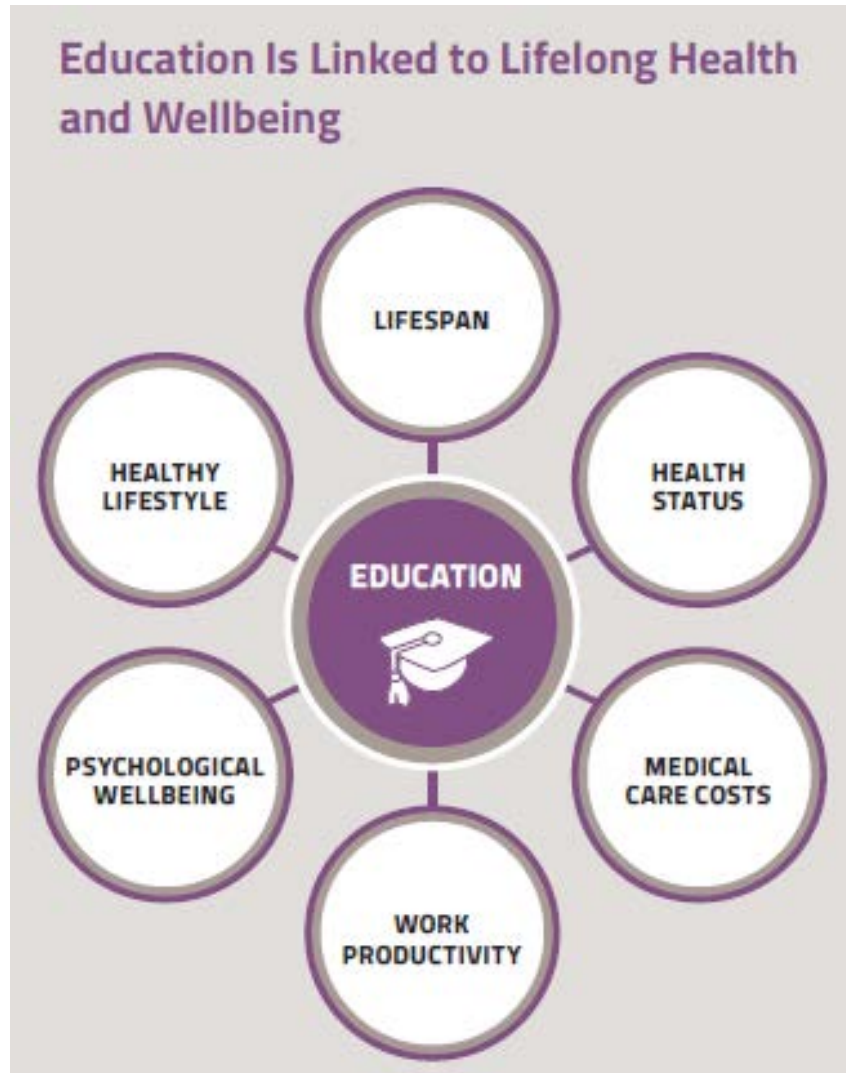 Education Is Linked to Lifelong Health
and Wellbeing
LIFESPAN
HEALTHY
LIFESTYLE
HEALTH
STATUS
EDUCATION
PSYCHOLOGICAL
WELLBEING
MEDICAL
CARE COSTS
WORK
PRODUCTIVITY